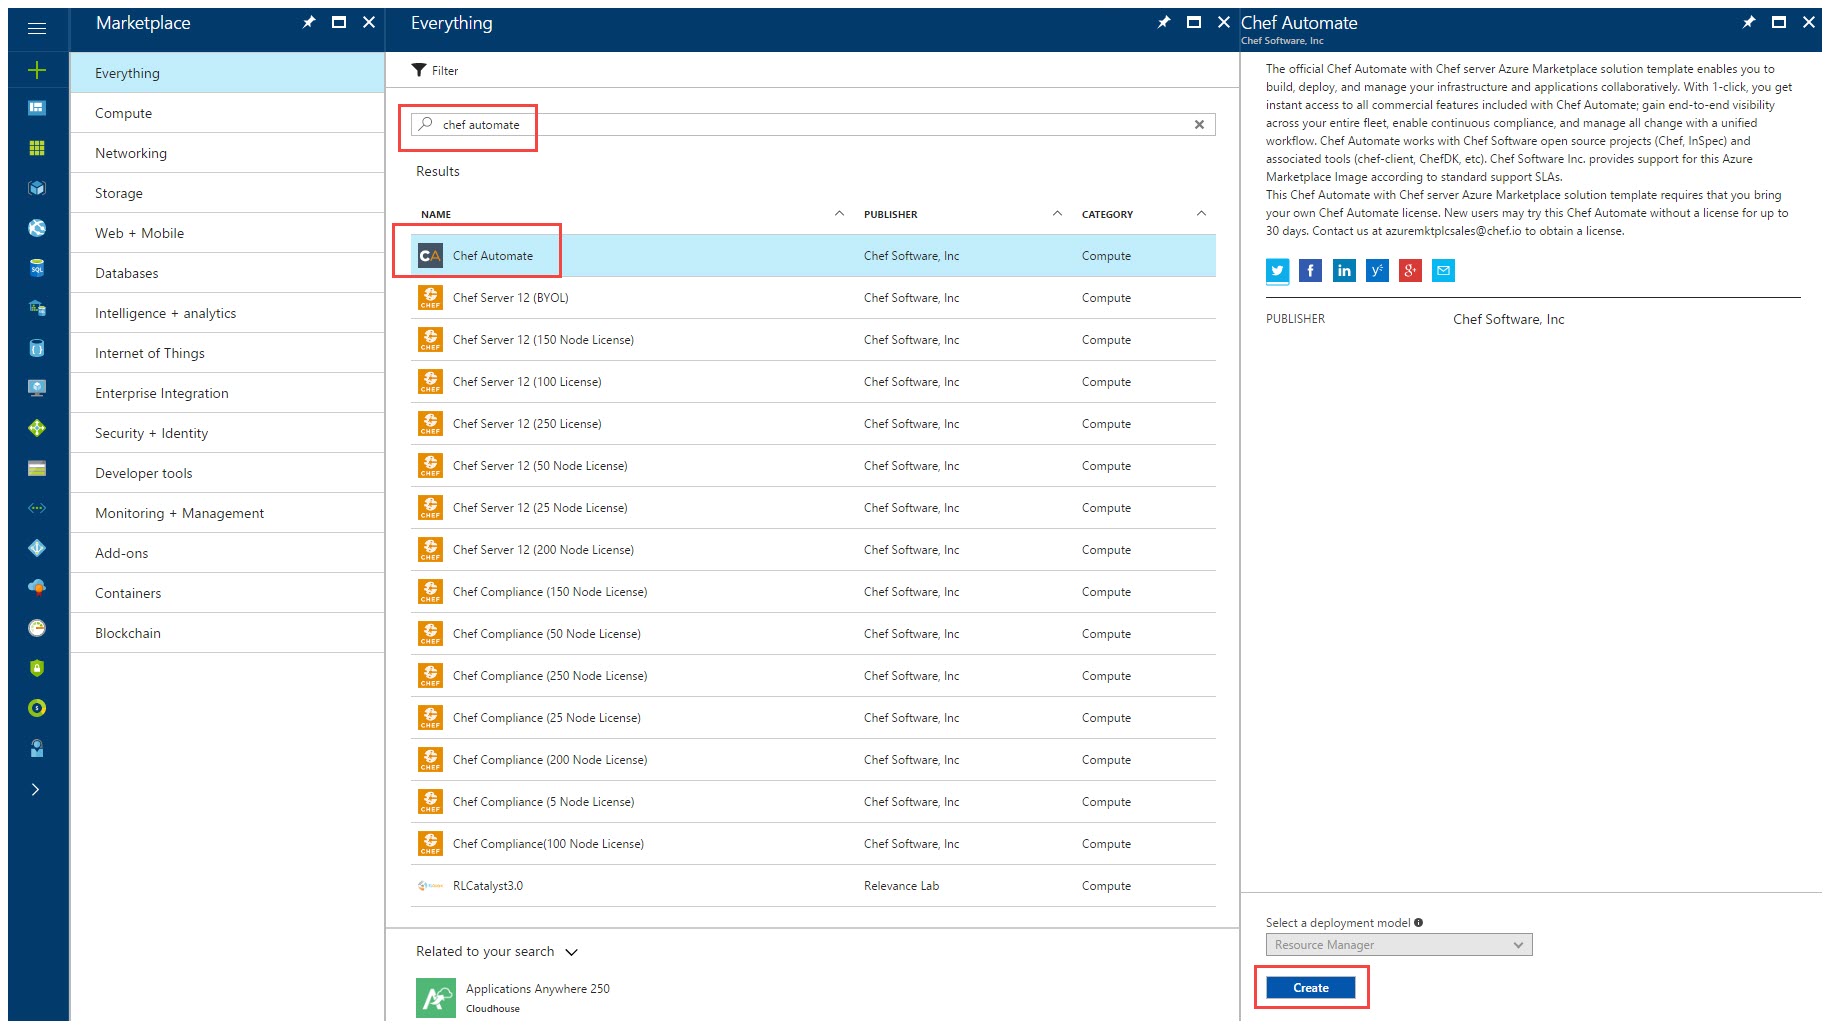 Marketplace
Everything
Compute
Networking
Storage
Web + Mobile
Databases
Intelligence + analytics
Internet of Things
Enterprise Integration
Security + Identity
Developer tools
Monitoring + Management
Add-ons
Containers
Blockchain
Everything
Filter
chef automate
Results
NAME PUBLISHER CATEGORY
CA Chef Automate Chef Software, Inc Compute
CHEF Chef Server 12 (BYOL) Chef Software, Inc Compute
CHEF Chef Server 12 (150 Node License) Chef Software, Inc Compute
CHEF Chef Server 12 (100 License) Chef Software, Inc Compute
CHEF Chef Server 12 (250 License) Chef Software, Inc Compute
CHEF Chef Server 12 (50 Node License) Chef Software, Inc Compute
CHEF Chef Server 12 (25 Node License) Chef Software, Inc Compute
CHEF Chef Server 12 (200 Node License) Chef Software, Inc Compute
CHEF Chef Compliance (150 Node License) Chef Software, Inc Compute
CHEF Chef Compliance (50 Node License) Chef Software, Inc Compute
CHEF Chef Compliance (250 Node License) Chef Software, Inc Compute
CHEF Chef Compliance (25 Node License) Chef Software, Inc Compute
CHEF Chef Compliance (200 Node License) Chef Software, Inc Compute
CHEF Chef Compliance (5 Node License) Chef Software, Inc Compute
CHEF Chef Compliance(100 Node License) Chef Software, Inc Compute
RLCatalyst3.0 Relevance Lab Compute
Related to your search
Applications Anywhere 250
Cloudhouse
Chef Automate
Chef Software, Inc
The official Chef Automate with Chef server Azure Marketplace solution template enables you to
build, deploy, and manage your infrastructure and applications collaboratively. With 1-click, you get
instant access to all commercial features included with Chef Automate; gain end-to-end visibility
across your entire fleet, enable continuous compliance, and manage all change with a unified
workflow. Chef Automate works with Chef Software open source projects (Chef, InSpec) and
associated tools (chef-client, ChefDK, etc). Chef Software Inc. provides support for this Azure
Marketplace Image according to standard support SLAs.
This Chef Automate with Chef server Azure Marketplace solution template requires that you bring
your own Chef Automate license. New users may try this Chef Automate without a license for up to
30 days. Contact us at azuremktplcsales@chef.io to obtain a license.
PUBLISHER Chef Software, Inc
Select a deployment model
Resource Manager
Create